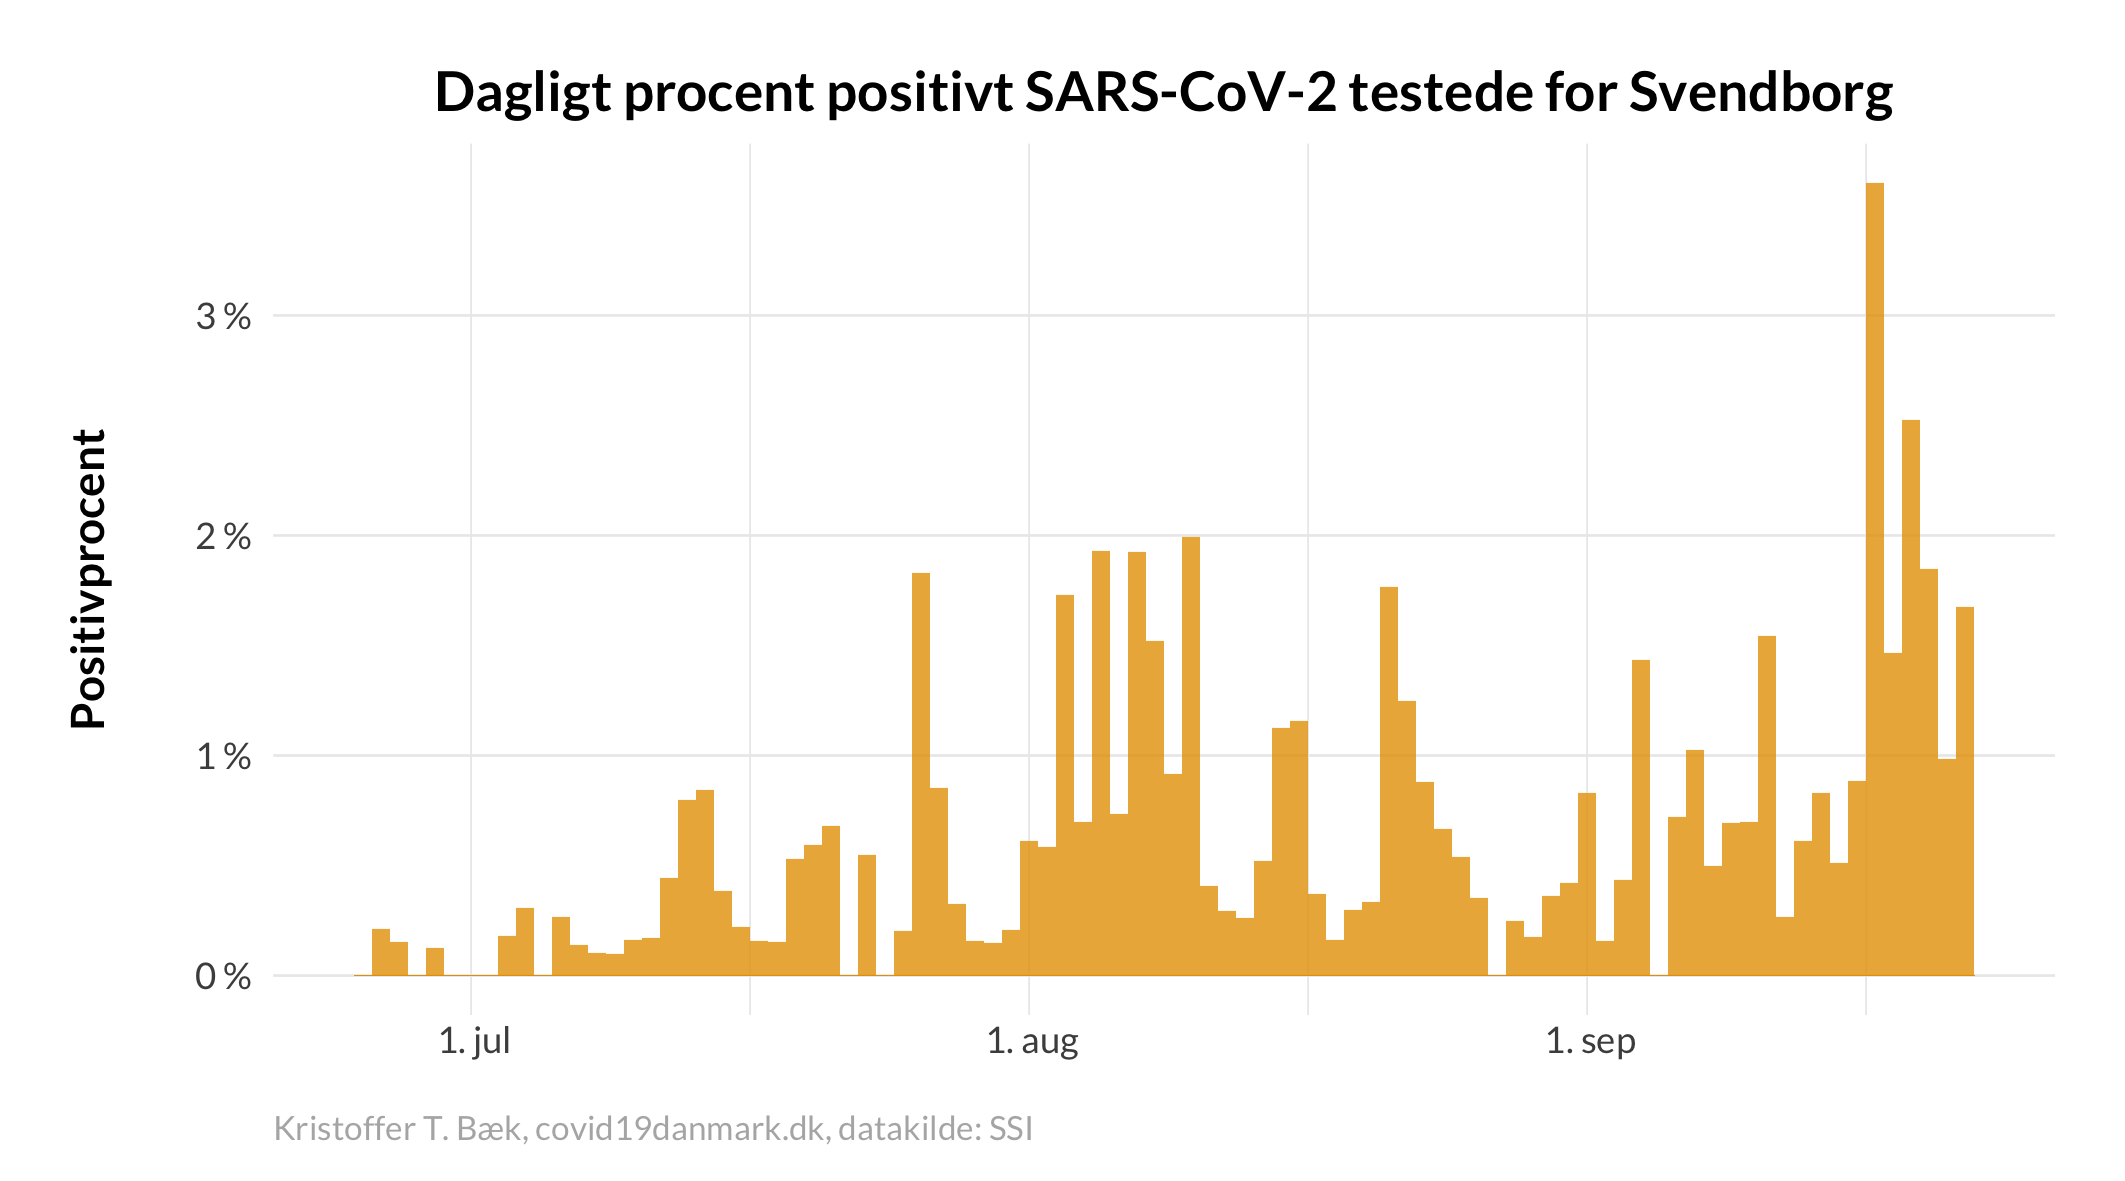 Dagligt procent positivt SARS-CoV-2 testede for Svendborg
Positivprocent
3 %
2 %
1 %
0 %
1. jul
1. aug
1. sep
Kristoffer T. Bæk, covid19danmark.dk, datakilde: SSI